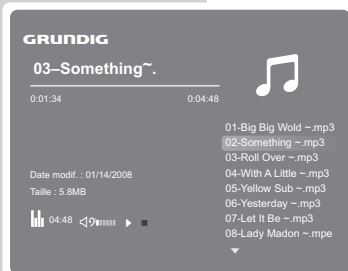 GRUNDIG
03–Something~.
0:01:34 0:04:48
01-Big Big Wold ~.mp3
02-Something ~.mp3
03-Roll Over ~.mp3
04-With A Little ~.mp3
05-Yellow Sub ~.mp3
06-Yesterday ~.mp3
07-Let It Be ~.mp3
08-Lady Madon ~.mpe
Date modif. : 01/14/2008
Taille : 5.8MB
04:48